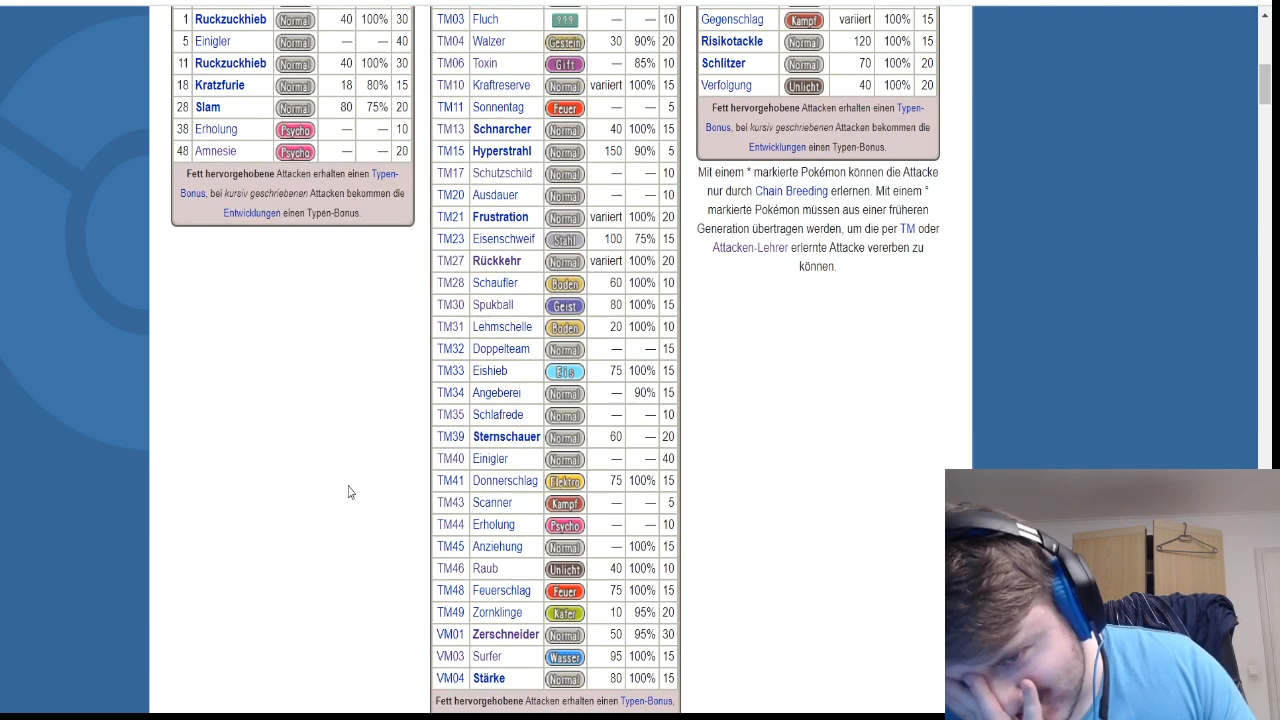 1 Ruckzuckhieb Normal 40 100% 30
5 Einigler Normal — — 40
11 Ruckzuckhieb Normal 40 100% 30
18 Kratzfurie Normal 18 80% 15
28 Slam Normal 80 75% 20
38 Erholung Psycho — — 10
48 Amnesie Psycho — — 20
Fett hervorgehobene Attacken erhalten einen Typen-
Bonus, bei kursiv geschriebenen Attacken bekommen die
Entwicklungen einen Typen-Bonus.
TM03 Fluch ??? — — 10
TM04 Walzer Gestein 30 90% 20
TM06 Toxin Gift — 85% 10
TM10 Kraftreserve Normal variiert 100% 15
TM11 Sonnentag Feuer — — 5
TM13 Schnarcher Normal 40 100% 15
TM15 Hyperstrahl Normal 150 90% 5
TM17 Schutzschild Normal — — 10
TM20 Ausdauer Normal — — 10
TM21 Frustration Normal variiert 100% 20
TM23 Eisenschweif Stahl 100 75% 15
TM27 Rückkehr Normal variiert 100% 20
TM28 Schaufler Boden 60 100% 10
TM30 Spukball Geist 80 100% 15
TM31 Lehmschelle Boden 20 100% 10
TM32 Doppelteam Normal — — 15
TM33 Eishieb Eis 75 100% 15
TM34 Angeberei Normal — 90% 15
TM35 Schlafrede Normal — — 10
TM39 Sternschauer Normal 60 — 20
TM40 Einigler Normal — — 40
TM41 Donnerschlag Elektro 75 100% 15
TM43 Scanner Kampf — — 5
TM44 Erholung Psycho — — 10
TM45 Anziehung Normal — 100% 15
TM46 Raub Unlicht 40 100% 10
TM48 Feuerschlag Feuer 75 100% 15
TM49 Zornklinge Käfer 10 95% 20
VM01 Zerschneider Normal 50 95% 30
VM03 Surfer Wasser 95 100% 15
VM04 Stärke Normal 80 100% 15
Fett hervorgehobene Attacken erhalten einen Typen-Bonus,
Gegenschlag Kampf variiert 100% 15
Risikotackle Normal 120 100% 15
Schlitzer Normal 70 100% 20
Verfolgung Unlicht 40 100% 20
Fett hervorgehobene Attacken erhalten einen Typen-
Bonus, bei kursiv geschriebenen Attacken bekommen die
Entwicklungen einen Typen-Bonus.
Mit einem * markierte Pokémon können die Attacke
nur durch Chain Breeding erlernen. Mit einem °
markierte Pokémon müssen aus einer früheren
Generation übertragen werden, um die per TM oder
Attacken-Lehrer erlernte Attacke vererben zu
können.